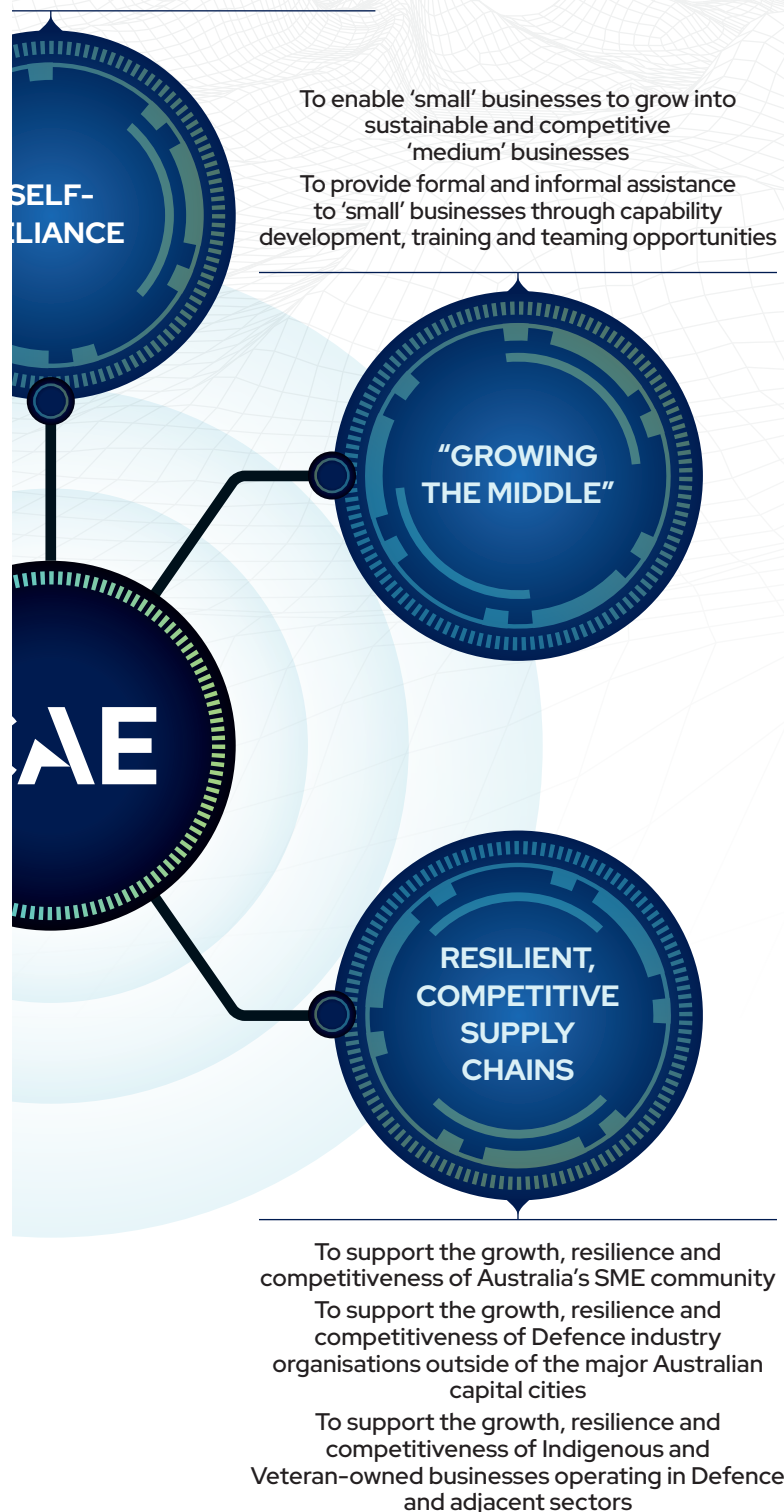 To enable ‘small’ businesses to grow into
sustainable and competitive
‘medium’ businesses
To provide formal and informal assistance
to ‘small’ businesses through capability
development, training and teaming opportunities
SELF-
ELIANCE
“GROWING
THE MIDDLE”
CAE
RESILIENT,
COMPETITIVE
SUPPLY
CHAINS
To support the growth, resilience and
competitiveness of Australia’s SME community
To support the growth, resilience and
competitiveness of Defence industry
organisations outside of the major Australian
capital cities
To support the growth, resilience and
competitiveness of Indigenous and
Veteran-owned businesses operating in Defence
and adjacent sectors